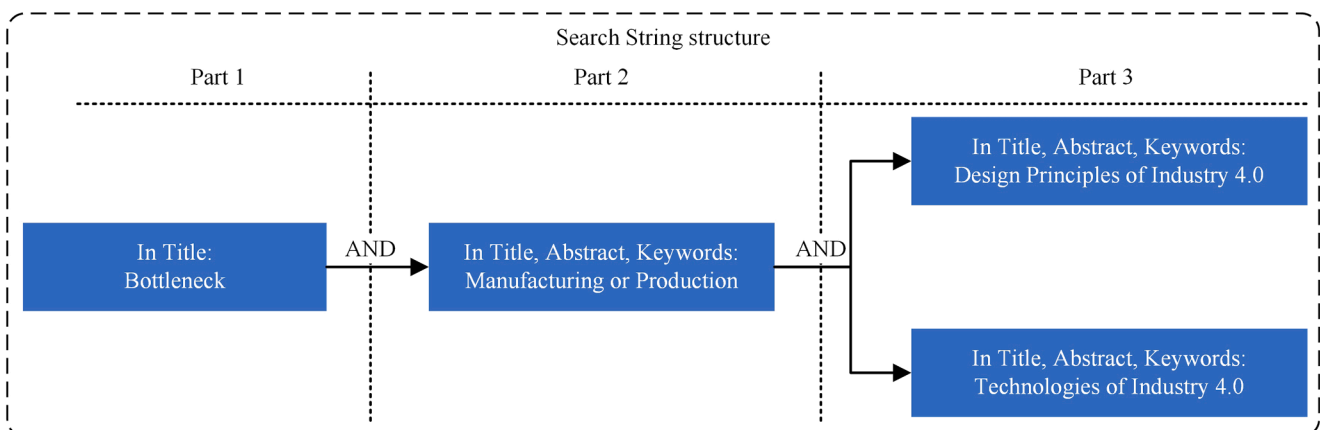 Search String structure
Part 1
Part 2
Part 3
In Title, Abstract, Keywords:
Design Principles of Industry 4.0
In Title:
Bottleneck
AND
In Title, Abstract, Keywords:
Manufacturing or Production
AND
In Title, Abstract, Keywords:
Technologies of Industry 4.0